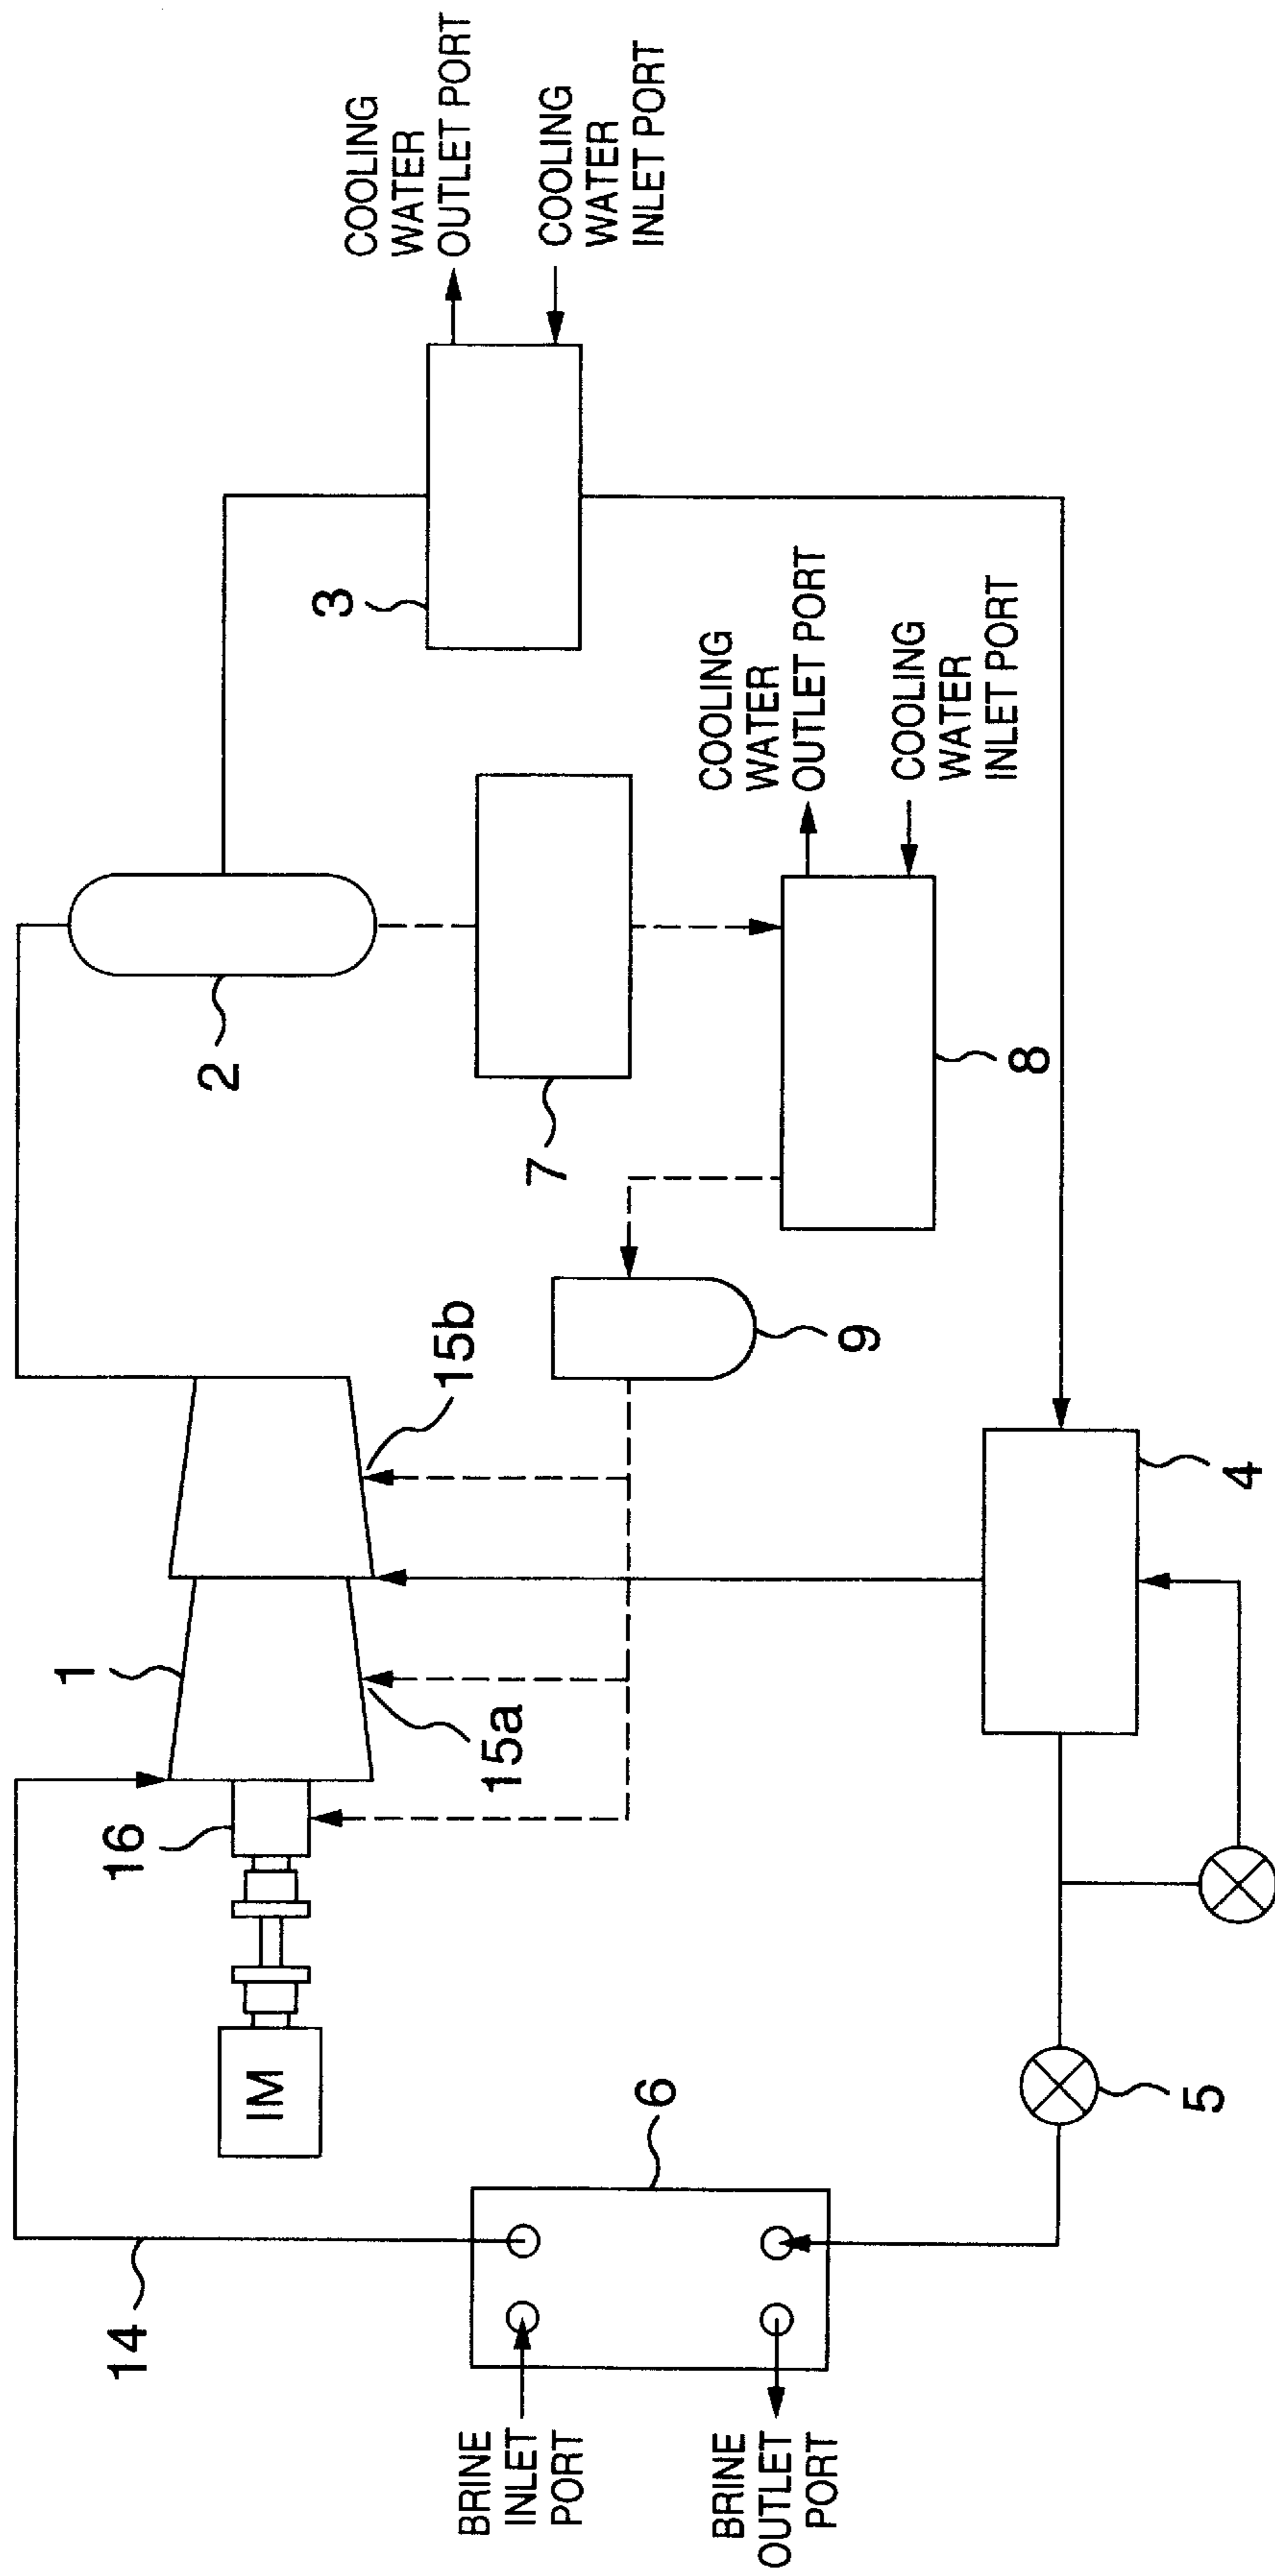 COOLING
WATER
OUTLET PORT
COOLING
WATER
INLET PORT
3
COOLING
WATER
OUTLET PORT
COOLING
WATER
INLET PORT
2
7
8
9
15b
1
15a
4
16
IM
5
6
14
BRINE
INLET
PORT
BRINE
OUTLET
PORT